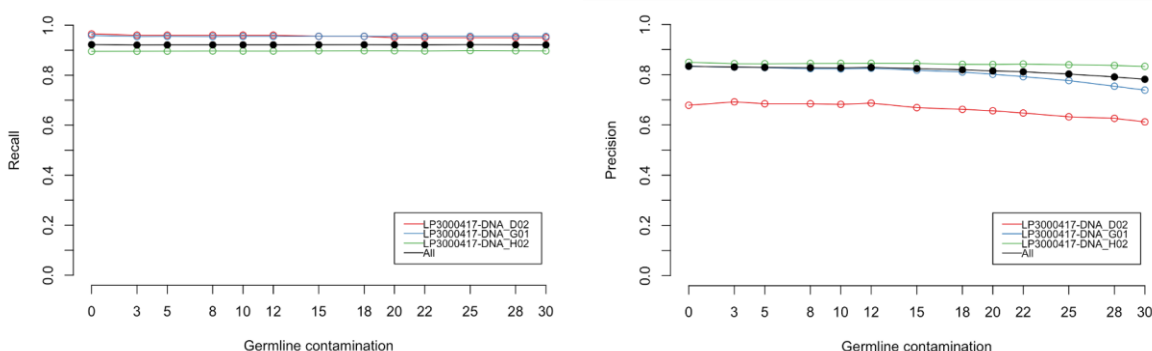 Recall
1.0
0.8
0.6
0.4
0.2
0.0
0 3 5 8 10 12 15 18 20 22 25 28 30
Germline contamination
LP3000417-DNA_D02
LP3000417-DNA_G01
LP3000417-DNA_H02
All
Precision
1.0
0.8
0.6
0.4
0.2
0.0
0 3 5 8 10 12 15 18 20 22 25 28 30
Germline contamination
LP3000417-DNA_D02
LP3000417-DNA_G01
LP3000417-DNA_H02
All